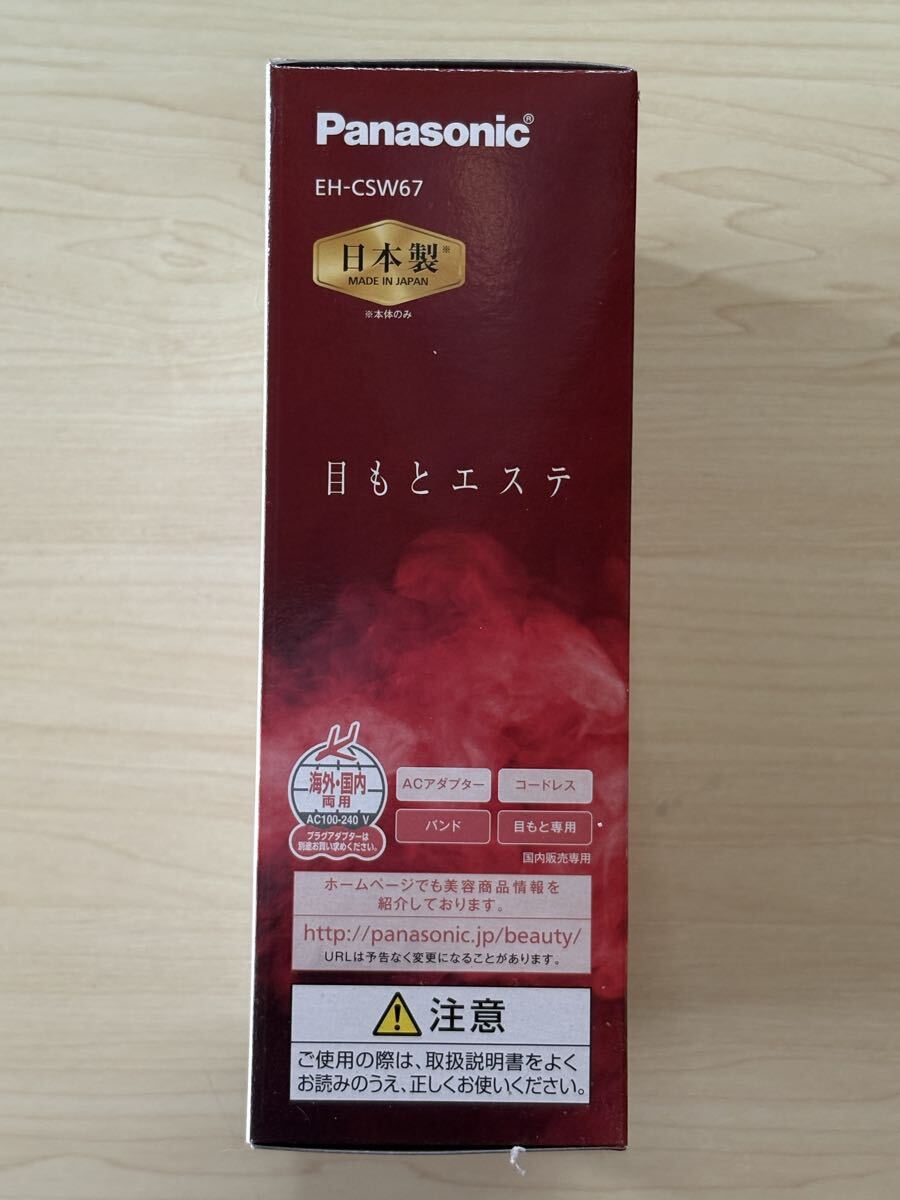 Panasonic®
EH-CSW67
日本製※
MADE IN JAPAN
※本体のみ
目もとエステ
海外・国内
両用
AC100-240 V
プラグアダプターは
別途お買い求めください。
ACアダプター
コードレス
バンド
目もと専用
国内販売専用
ホームページでも美容商品情報を
紹介しております。
http://panasonic.jp/beauty/
URLは予告なく変更になることがあります。
注意
ご使用の際は、取扱説明書をよく
お読みのうえ、正しくお使いください。